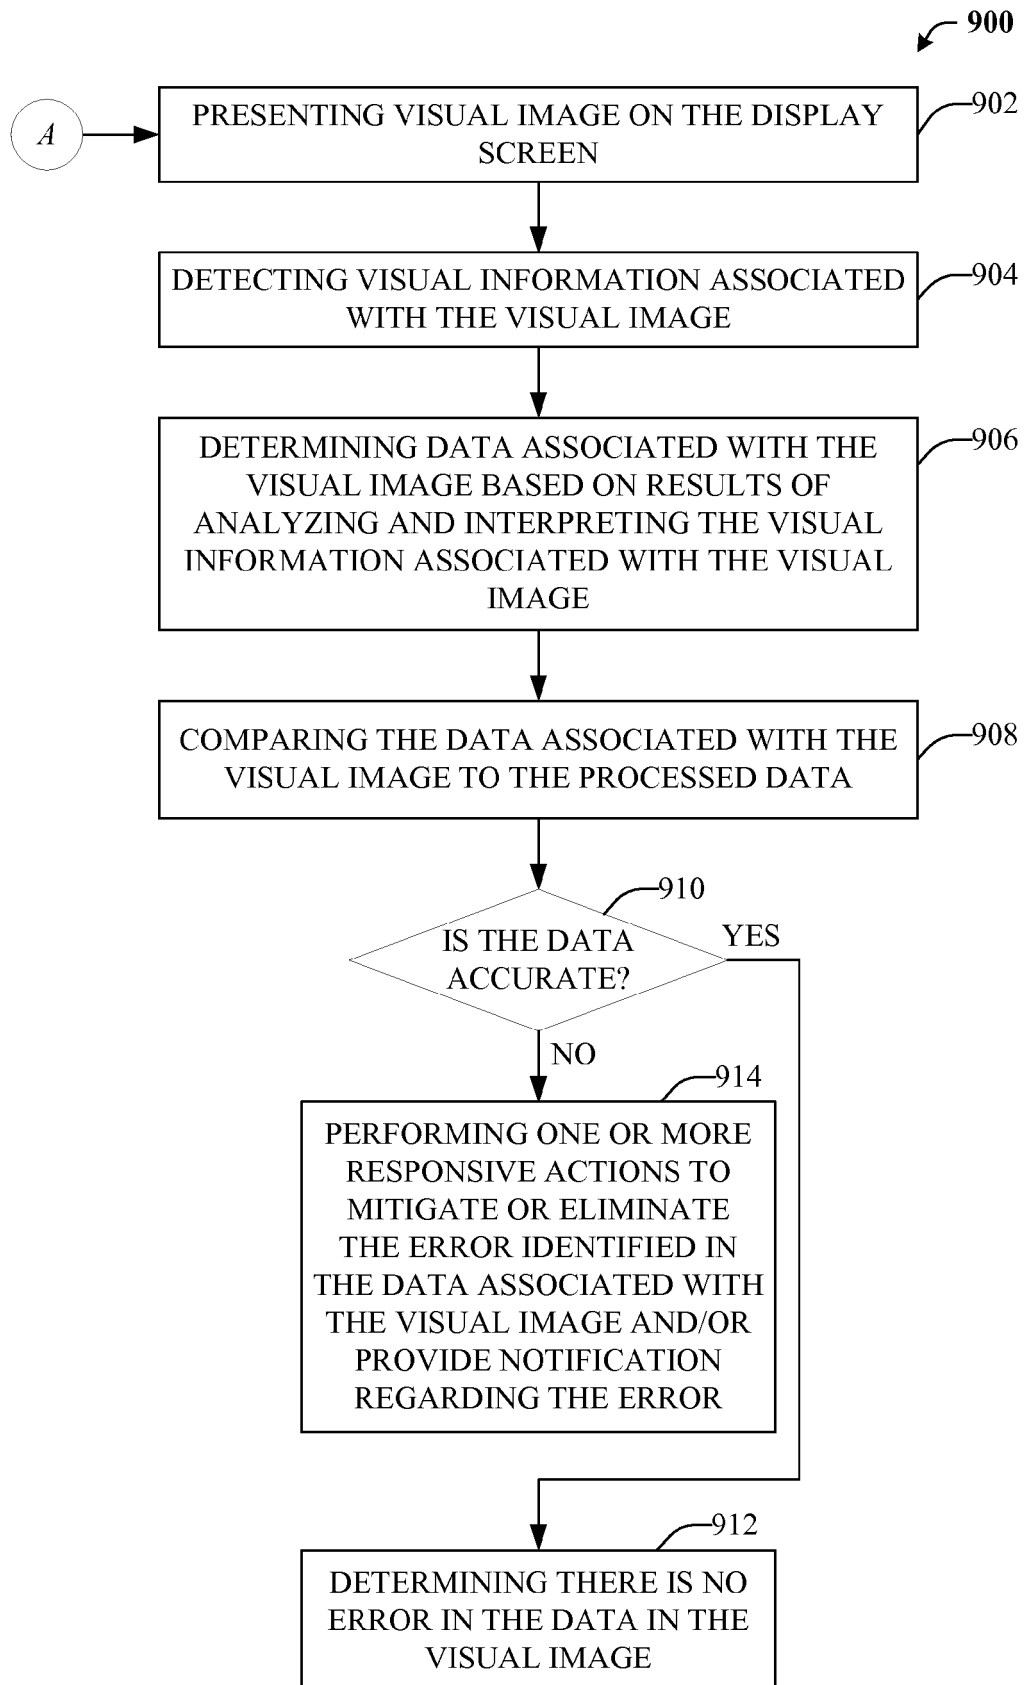 900
A
PRESENTING VISUAL IMAGE ON THE DISPLAY
SCREEN
902
DETECTING VISUAL INFORMATION ASSOCIATED
WITH THE VISUAL IMAGE
904
DETERMINING DATA ASSOCIATED WITH THE
VISUAL IMAGE BASED ON RESULTS OF
ANALYZING AND INTERPRETING THE VISUAL
INFORMATION ASSOCIATED WITH THE VISUAL
IMAGE
906
COMPARING THE DATA ASSOCIATED WITH THE
VISUAL IMAGE TO THE PROCESSED DATA
908
910
IS THE DATA
ACCURATE?
YES
NO
914
PERFORMING ONE OR MORE
RESPONSIVE ACTIONS TO
MITIGATE OR ELIMINATE
THE ERROR IDENTIFIED IN
THE DATA ASSOCIATED WITH
THE VISUAL IMAGE AND/OR
PROVIDE NOTIFICATION
REGARDING THE ERROR
912
DETERMINING THERE IS NO
ERROR IN THE DATA IN THE
VISUAL IMAGE